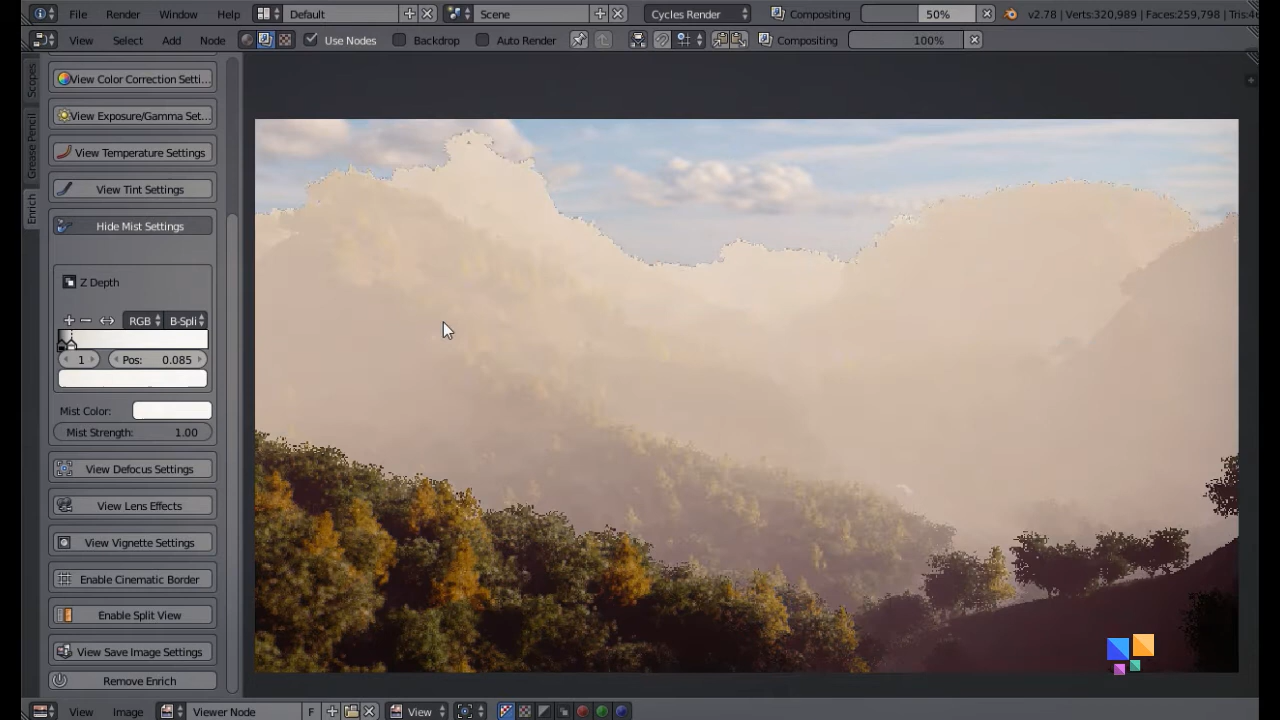 File Render Window Help Default Scene Cycles Render Compositing 50% v2.78 | Verts:320,989 | Faces:259,798 |
View Select Add Node Use Nodes Backdrop Auto Render Compositing 100%
Scopes
Grease Pencil
Enrich
View Color Correction Setti...
View Exposure/Gamma Set...
View Temperature Settings
View Tint Settings
Hide Mist Settings
Z Depth
RGB B-Spli
1 Pos: 0.085
Mist Color:
Mist Strength: 1.00
View Defocus Settings
View Lens Effects
View Vignette Settings
Enable Cinematic Border
Enable Split View
View Save Image Settings
Remove Enrich
View Image Viewer Node F View